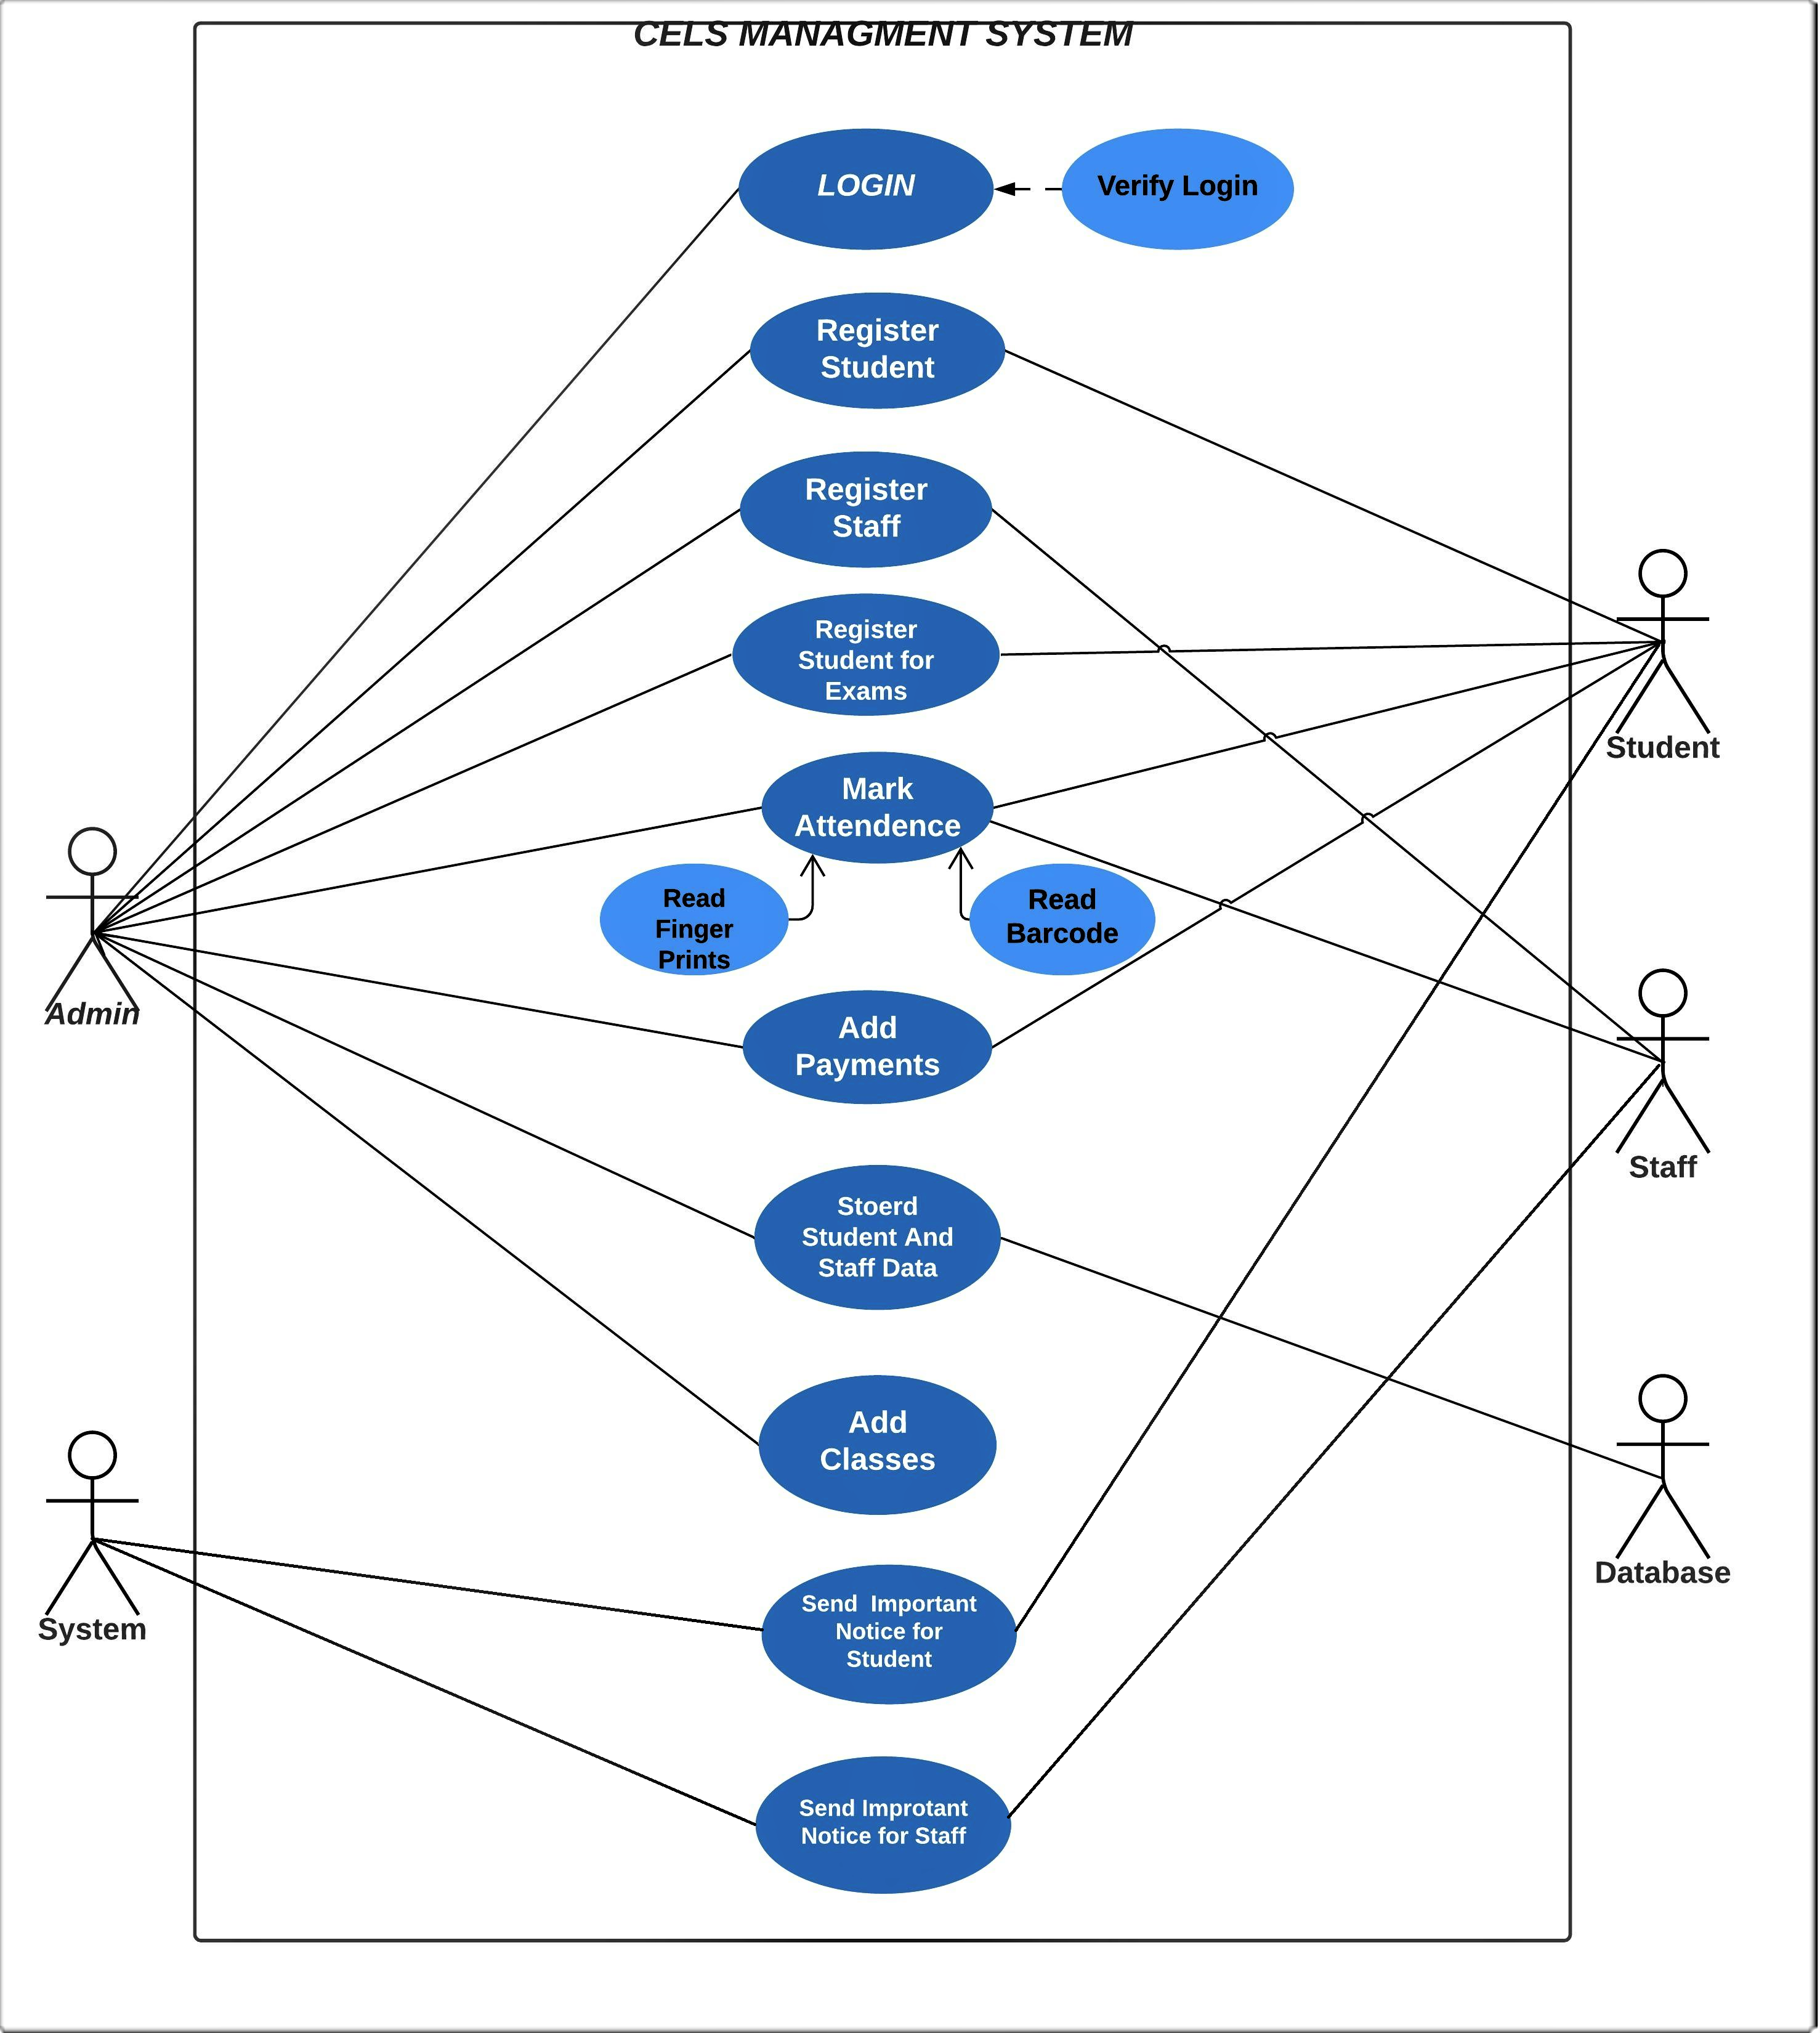 CELS MANAGMENT SYSTEM
LOGIN
Verify Login
Register
Student
Register
Staff
Register
Student for
Exams
Student
Mark
Attendence
Read
Finger
Prints
Read
Barcode
Admin
Add
Payments
Staff
Stoerd
Student And
Staff Data
Add
Classes
Database
System
Send Important
Notice for
Student
Send Improtant
Notice for Staff